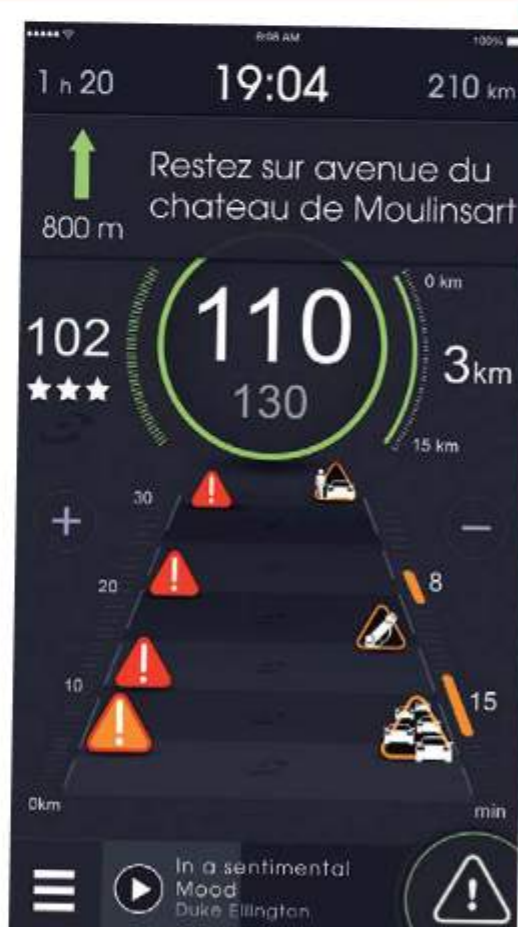 9:08 AM
100%
1 h 20
19:04
210 km
Restez sur avenue du
chateau de Moulinsart
800 m
110
130
102
0 km
3km
15 km
30
20
8
10
15
0km
min
In a sentimental
Mood
Duke Ellington